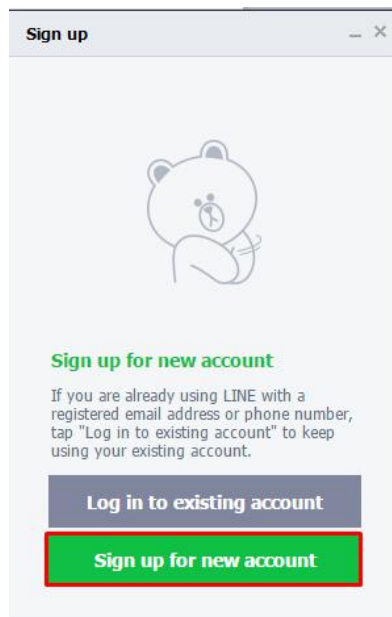 Sign up
Sign up for new account
If you are already using LINE with a
registered email address or phone number,
tap "Log in to existing account" to keep
using your existing account.
Log in to existing account
Sign up for new account